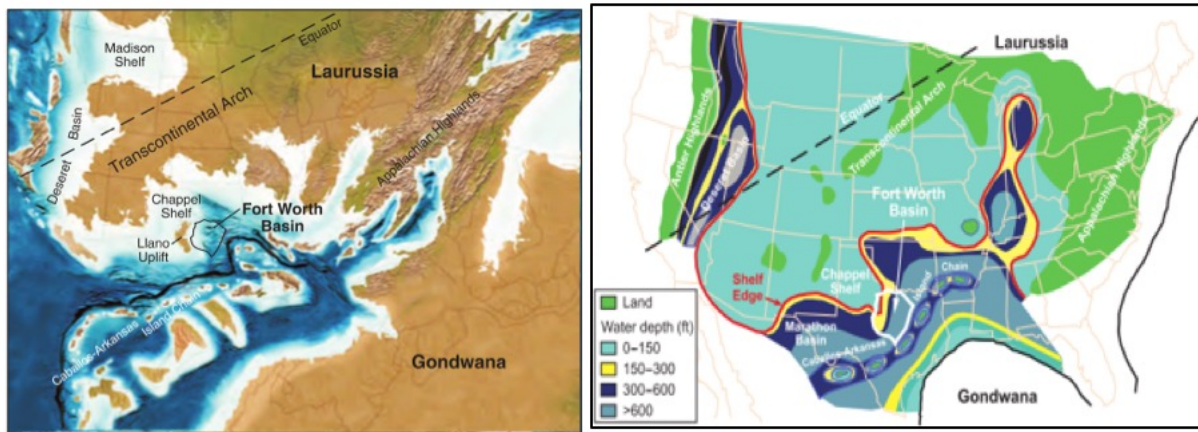 Madison
Shelf
Equator
Laurussia
Transcontinental Arch
Deseret Basin
Appalachian Highlands
Chappel
Shelf
Fort Worth
Basin
Llano
Uplift
Caballos-Arkansas Island Chain
Gondwana
Laurussia
Antler Highlands
Equator
Transcontinental Arch
Deseret Basin
Fort Worth
Basin
Appalachian Highlands
Shelf
Edge
Chappel
Shelf
Island Chain
Marathon
Basin
Caballos-Arkansas
Gondwana
Land
Water depth (ft)
0–150
150–300
300–600
>600